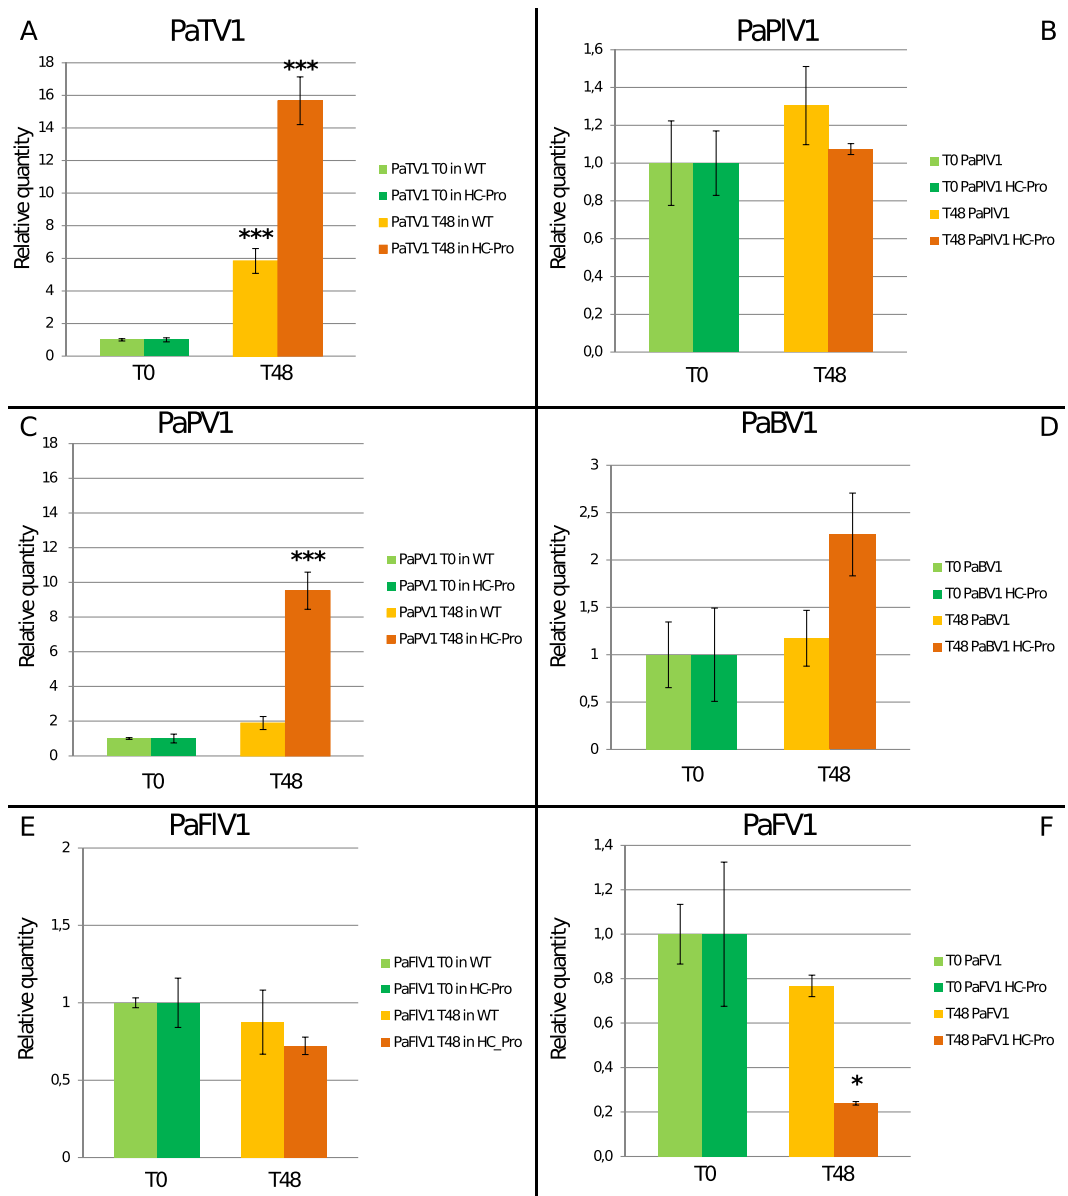 A
PaTV1
18
16
14
12
10
8
6
4
2
0
Relative quantity
***
***
T0
T48
PaTV1 T0 in WT
PaTV1 T0 in HC-Pro
PaTV1 T48 in WT
PaTV1 T48 in HC-Pro
PaPlV1
B
1,6
1,4
1,2
1,0
0,8
0,6
0,4
0,2
0,0
Relative quantity
T0
T48
T0 PaPlV1
T0 PaPlV1 HC-Pro
T48 PaPlV1
T48 PaPlV1 HC-Pro
C
PaPV1
18
16
14
12
10
8
6
4
2
0
Relative quantity
***
T0
T48
PaPV1 T0 in WT
PaPV1 T0 in HC-Pro
PaPV1 T48 in WT
PaPV1 T48 in HC-Pro
PaBV1
D
3
2,5
2
1,5
1
0,5
0
Relative quantity
T0
T48
T0 PaBV1
T0 PaBV1 HC-Pro
T48 PaBV1
T48 PaBV1 HC-Pro
E
PaFlV1
2
1,5
1
0,5
0
Relative quantity
T0
T48
PaFlV1 T0 in WT
PaFlV1 T0 in HC-Pro
PaFlV1 T48 in WT
PaFlV1 T48 in HC_Pro
PaFV1
F
1,4
1,2
1,0
0,8
0,6
0,4
0,2
0,0
Relative quantity
*
T0
T48
T0 PaFV1
T0 PaFV1 HC-Pro
T48 PaFV1
T48 PaFV1 HC-Pro